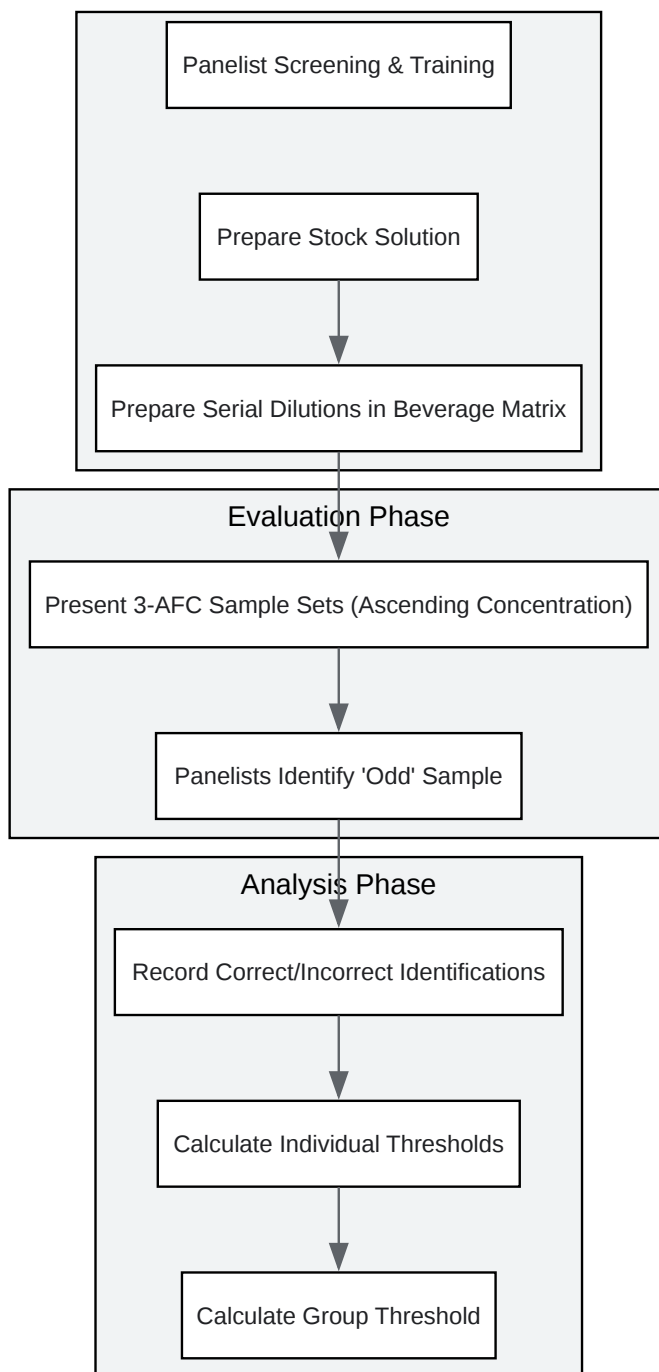 Panelist Screening & Training
Prepare Stock Solution
Prepare Serial Dilutions in Beverage Matrix
Evaluation Phase
Present 3-AFC Sample Sets (Ascending Concentration)
Panelists Identify 'Odd' Sample
Analysis Phase
Record Correct/Incorrect Identifications
Calculate Individual Thresholds
Calculate Group Threshold